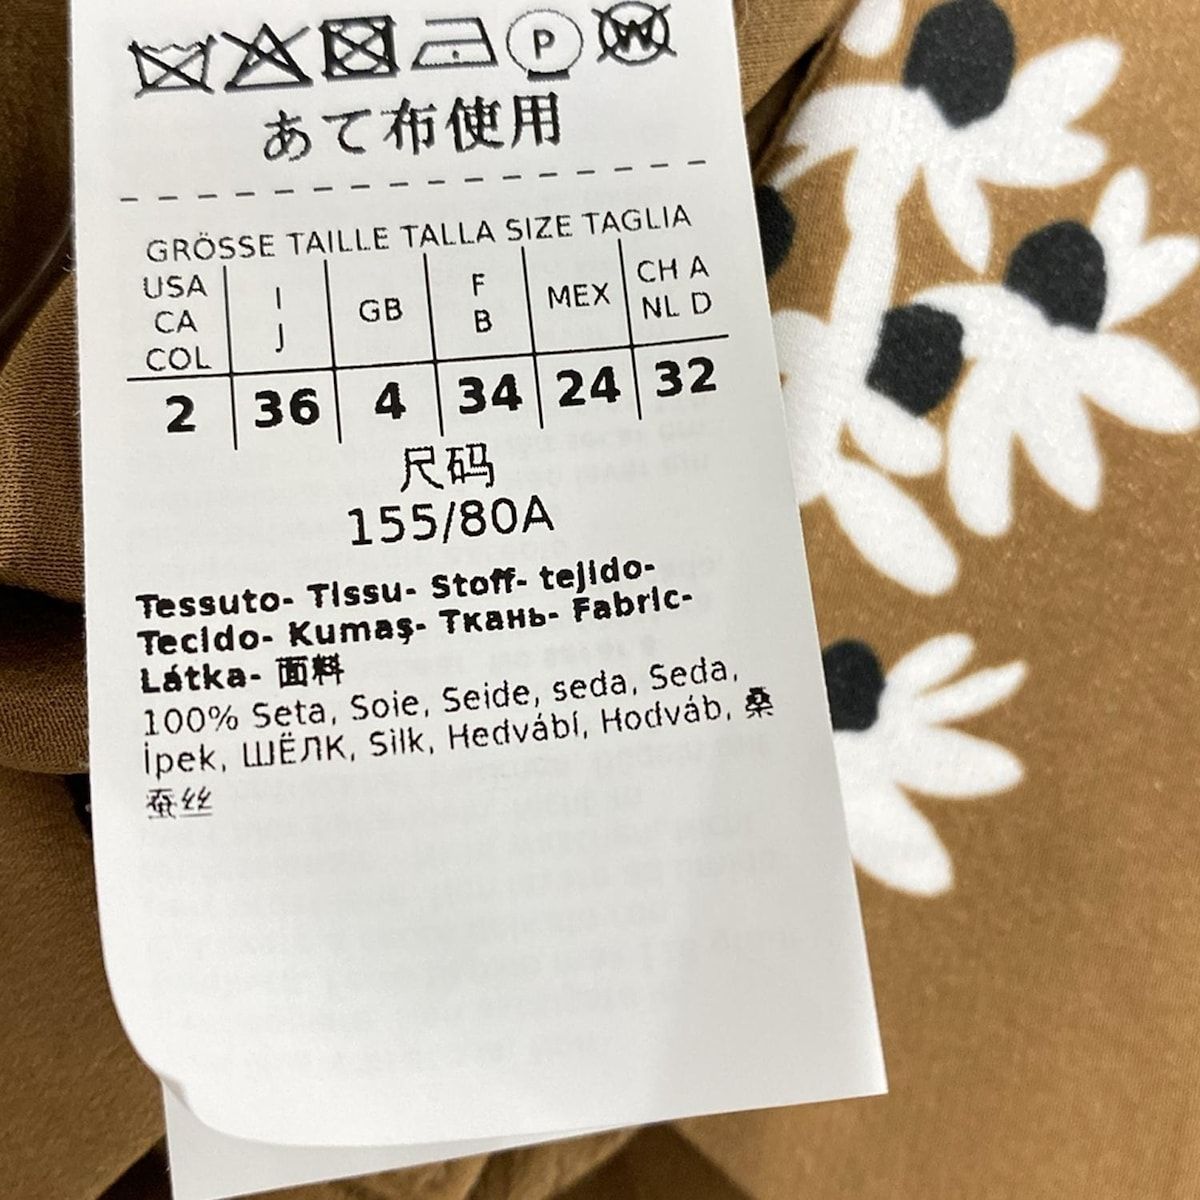 P W
あて布使用
GRÖSSE TAILLE TALLA SIZE TAGLIA
USA CA COL | I J | GB | F B | MEX | CH A NL D
2 | 36 | 4 | 34 | 24 | 32
尺码
155/80A
Tessuto- Tissu- Stoff- tejido-
Tecido- Kumaş- Ткань- Fabric-
Látka- 面料
100% Seta, Soie, Seide, seda, Seda,
İpek, ШЁЛК, Silk, Hedvábí, Hodváb, 桑
蚕丝